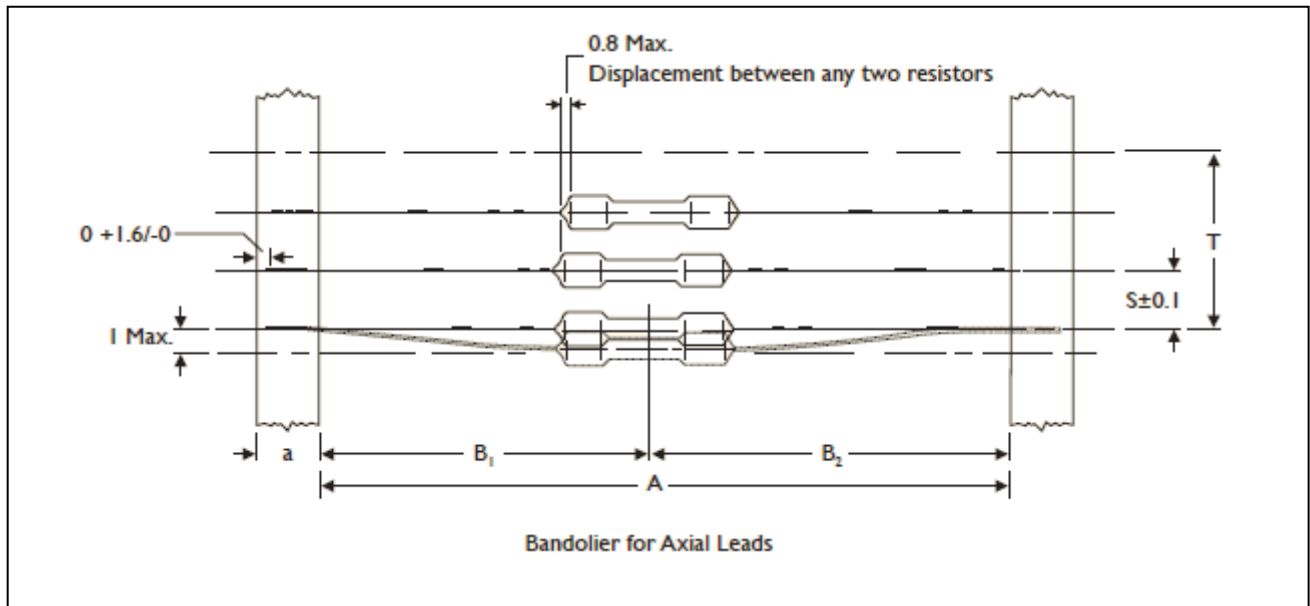 0.8 Max.
Displacement between any two resistors
0 +1.6/-0
T
S±0.1
1 Max.
a
B₁
B₂
A
Bandolier for Axial Leads